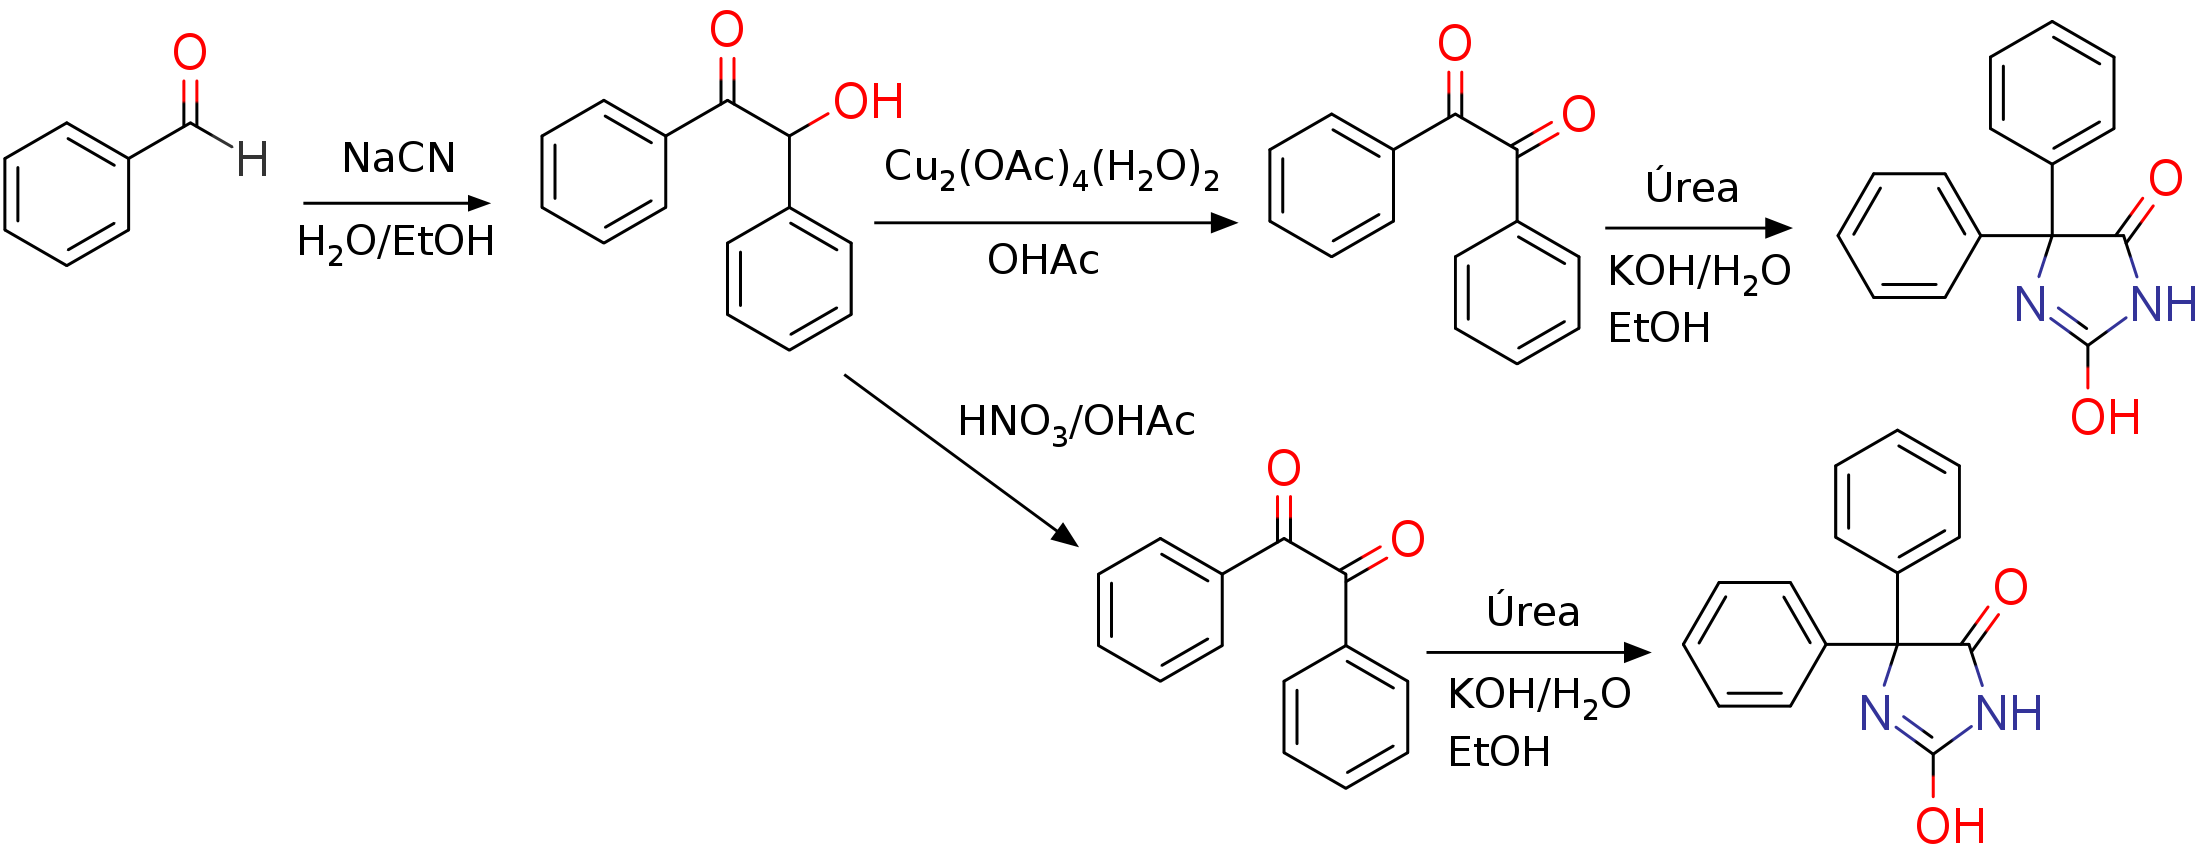 O
H
NaCN
H₂O/EtOH
O
OH
Cu₂(OAc)₄(H₂O)₂
OHAc
O
O
Úrea
KOH/H₂O
EtOH
O
N
NH
OH
HNO₃/OHAc
O
O
Úrea
KOH/H₂O
EtOH
O
N
NH
OH